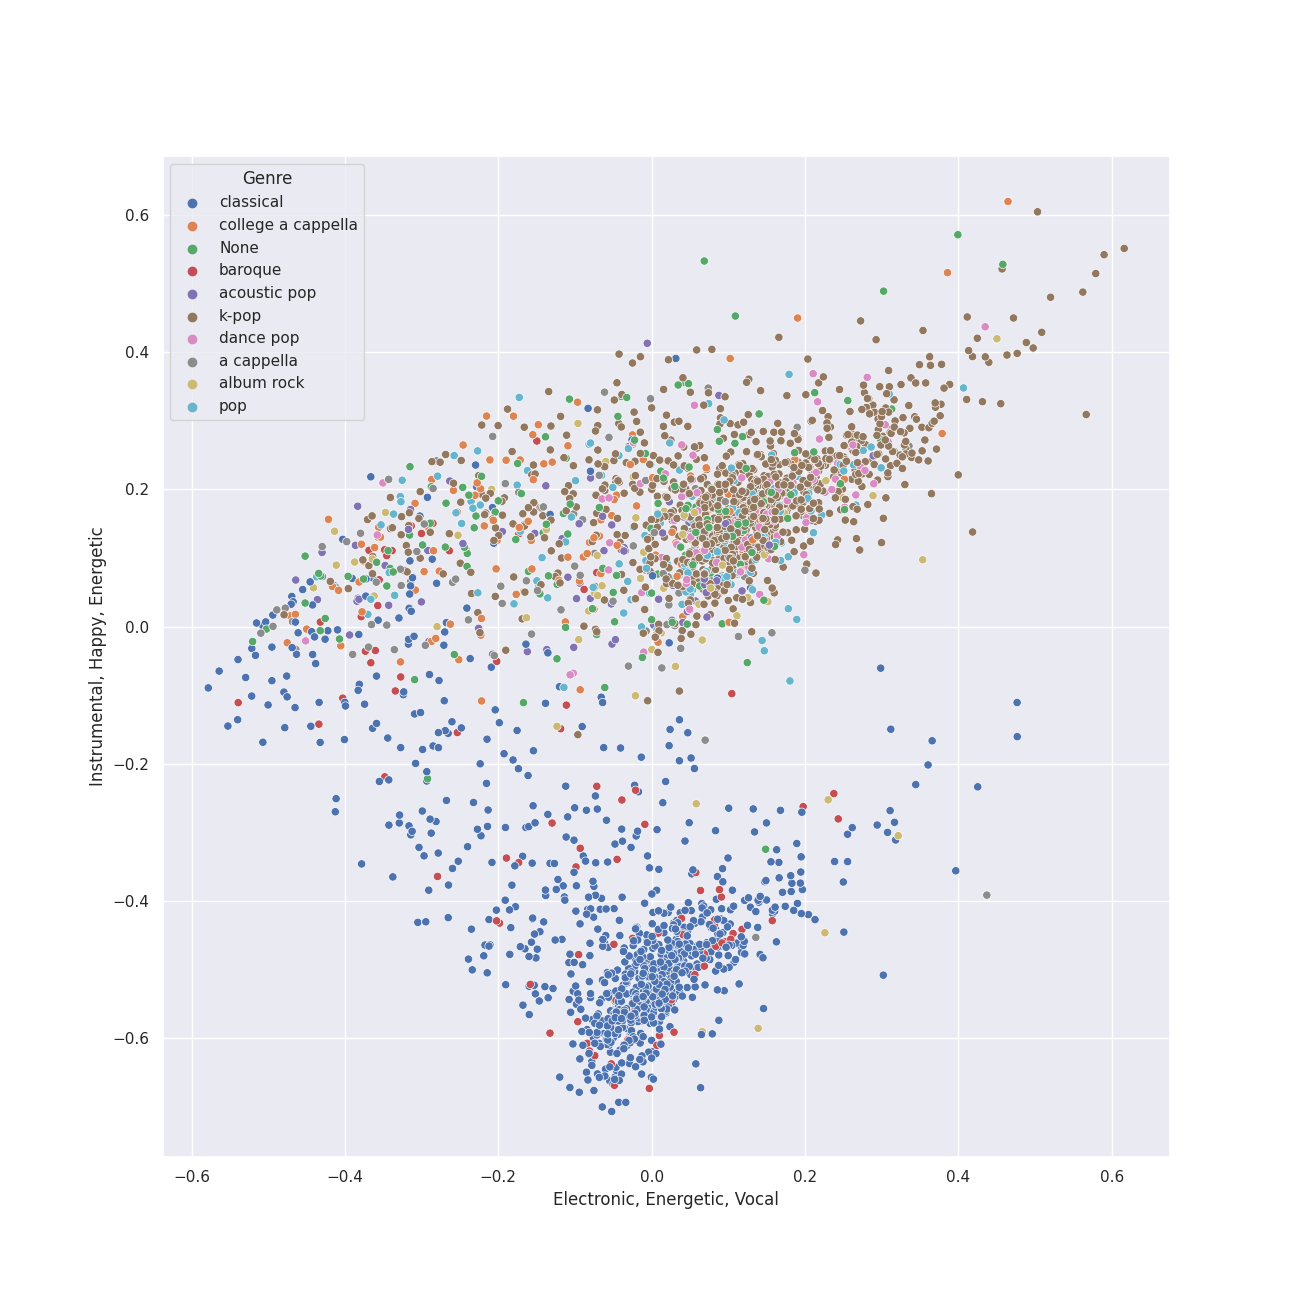 Genre
classical
college a cappella
None
baroque
acoustic pop
k-pop
dance pop
a cappella
album rock
pop
0.6
0.4
0.2
0.0
−0.2
−0.4
−0.6
Instrumental, Happy, Energetic
−0.6 −0.4 −0.2 0.0 0.2 0.4 0.6
Electronic, Energetic, Vocal